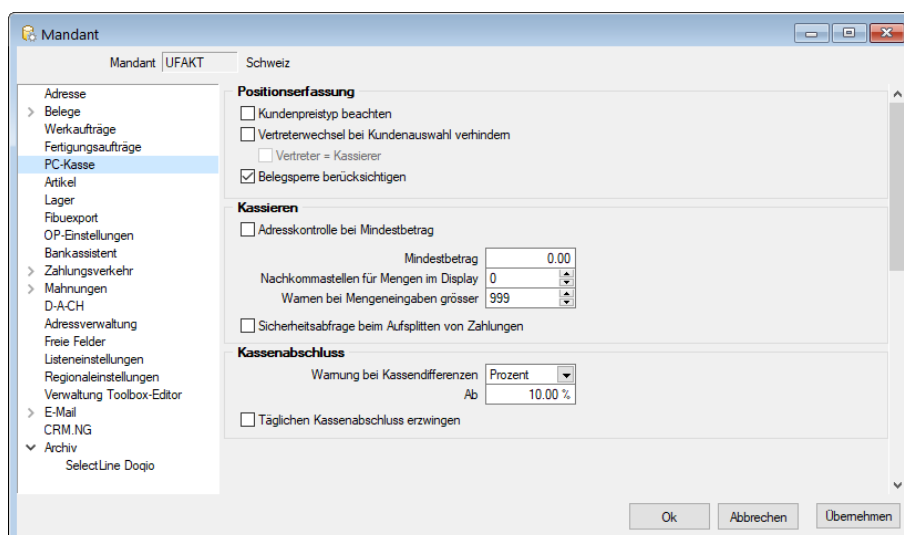 Mandant
Mandant UFAKT Schweiz
Adresse
Belege
Werkaufträge
Fertigungsaufträge
PC-Kasse
Artikel
Lager
Fibuexport
OP-Einstellungen
Bankassistent
Zahlungsverkehr
Mahnungen
D-A-CH
Adressverwaltung
Freie Felder
Listeneinstellungen
Regionaleinstellungen
Verwaltung Toolbox-Editor
E-Mail
CRM.NG
Archiv
SelectLine Doqio
Positionserfassung
Kundenpreistyp beachten
Vertreterwechsel bei Kundenauswahl verhindern
Vertreter = Kassierer
Belegsperre berücksichtigen
Kassieren
Adresskontrolle bei Mindestbetrag
Mindestbetrag 0.00
Nachkommastellen für Mengen im Display 0
Warnen bei Mengeneingaben grösser 999
Sicherheitsabfrage beim Aufsplitten von Zahlungen
Kassenabschluss
Warnung bei Kassendifferenzen Prozent
Ab 10.00 %
Täglichen Kassenabschluss erzwingen
Ok Abbrechen Übernehmen